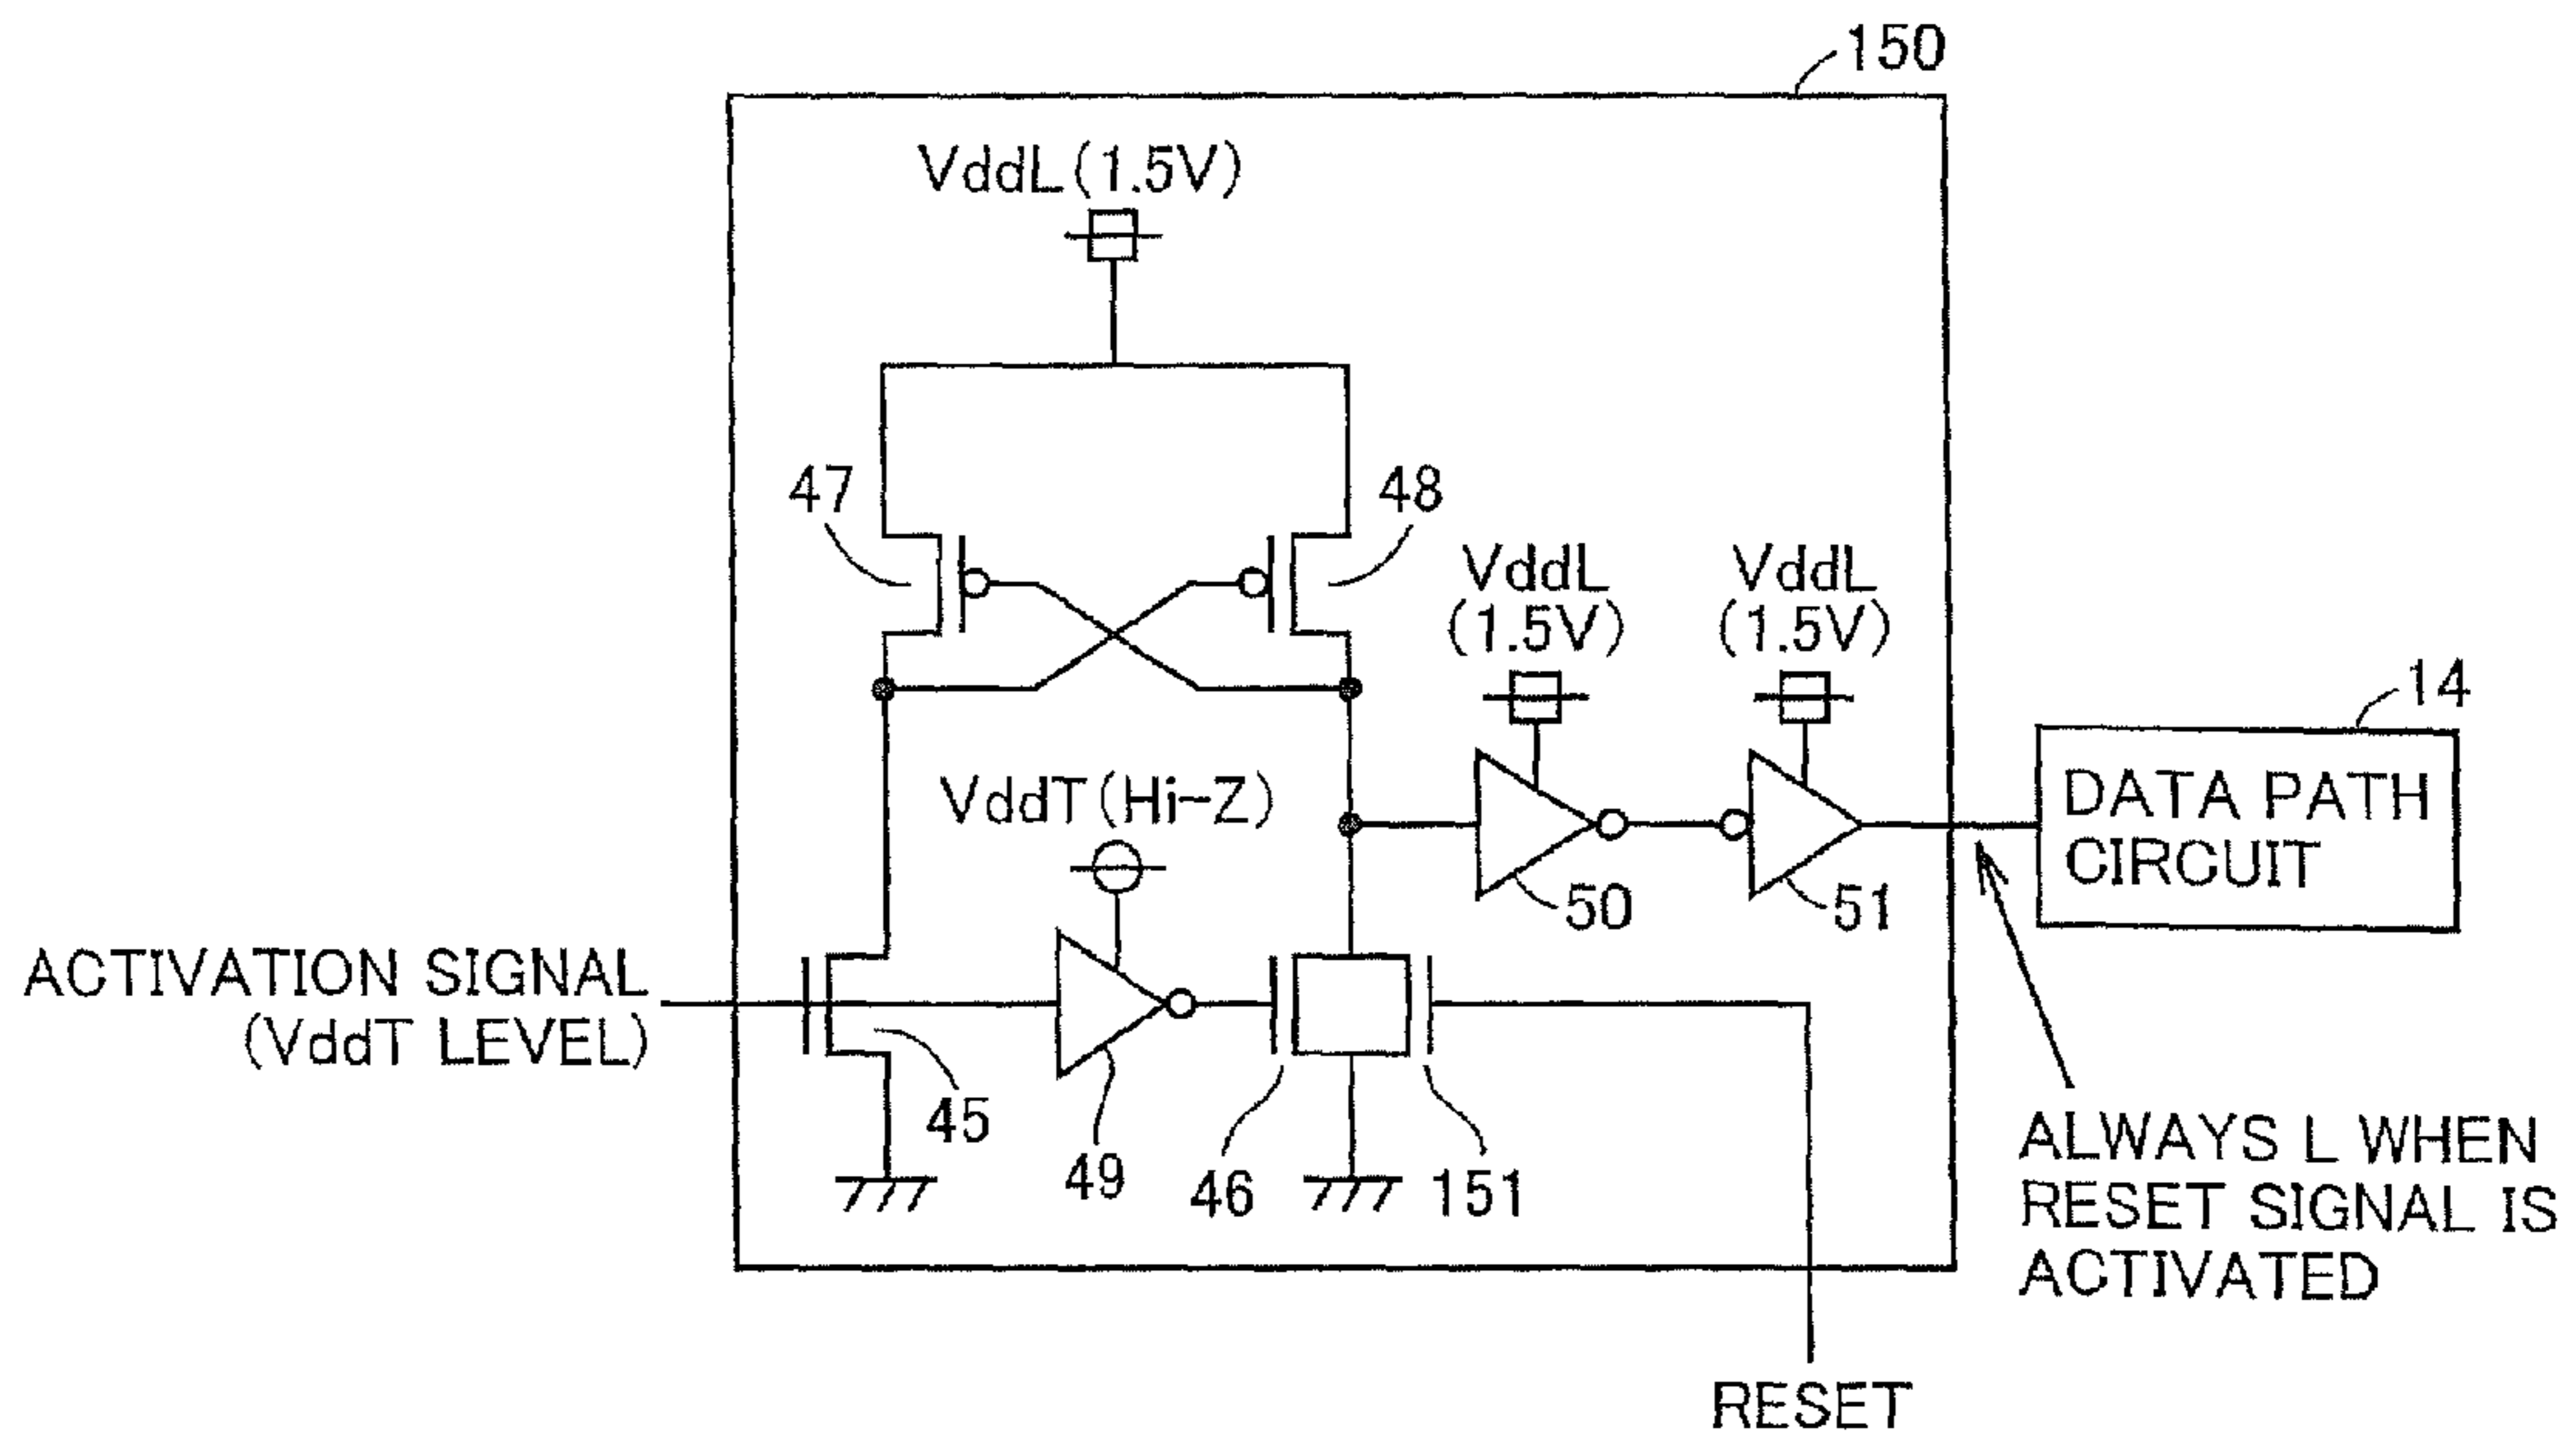 150
VddL(1.5V)
47
48
VddL
(1.5V)
VddL
(1.5V)
14
DATA PATH
CIRCUIT
VddT(Hi-Z)
50
51
ACTIVATION SIGNAL
(VddT LEVEL)
45
49
46
151
ALWAYS L WHEN
RESET SIGNAL IS
ACTIVATED
RESET